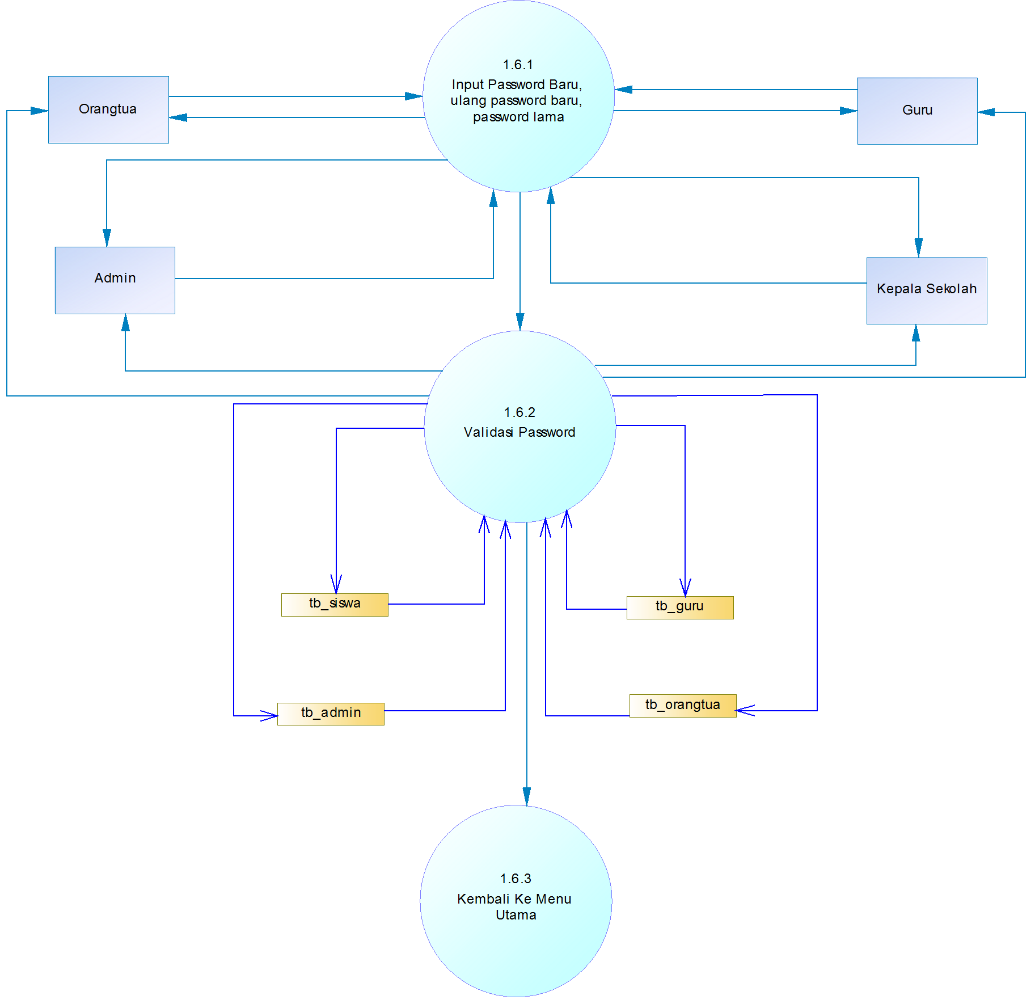 1.6.1
Input Password Baru,
ulang password baru,
password lama
Orangtua
Guru
Admin
Kepala Sekolah
1.6.2
Validasi Password
tb_siswa
tb_guru
tb_admin
tb_orangtua
1.6.3
Kembali Ke Menu
Utama